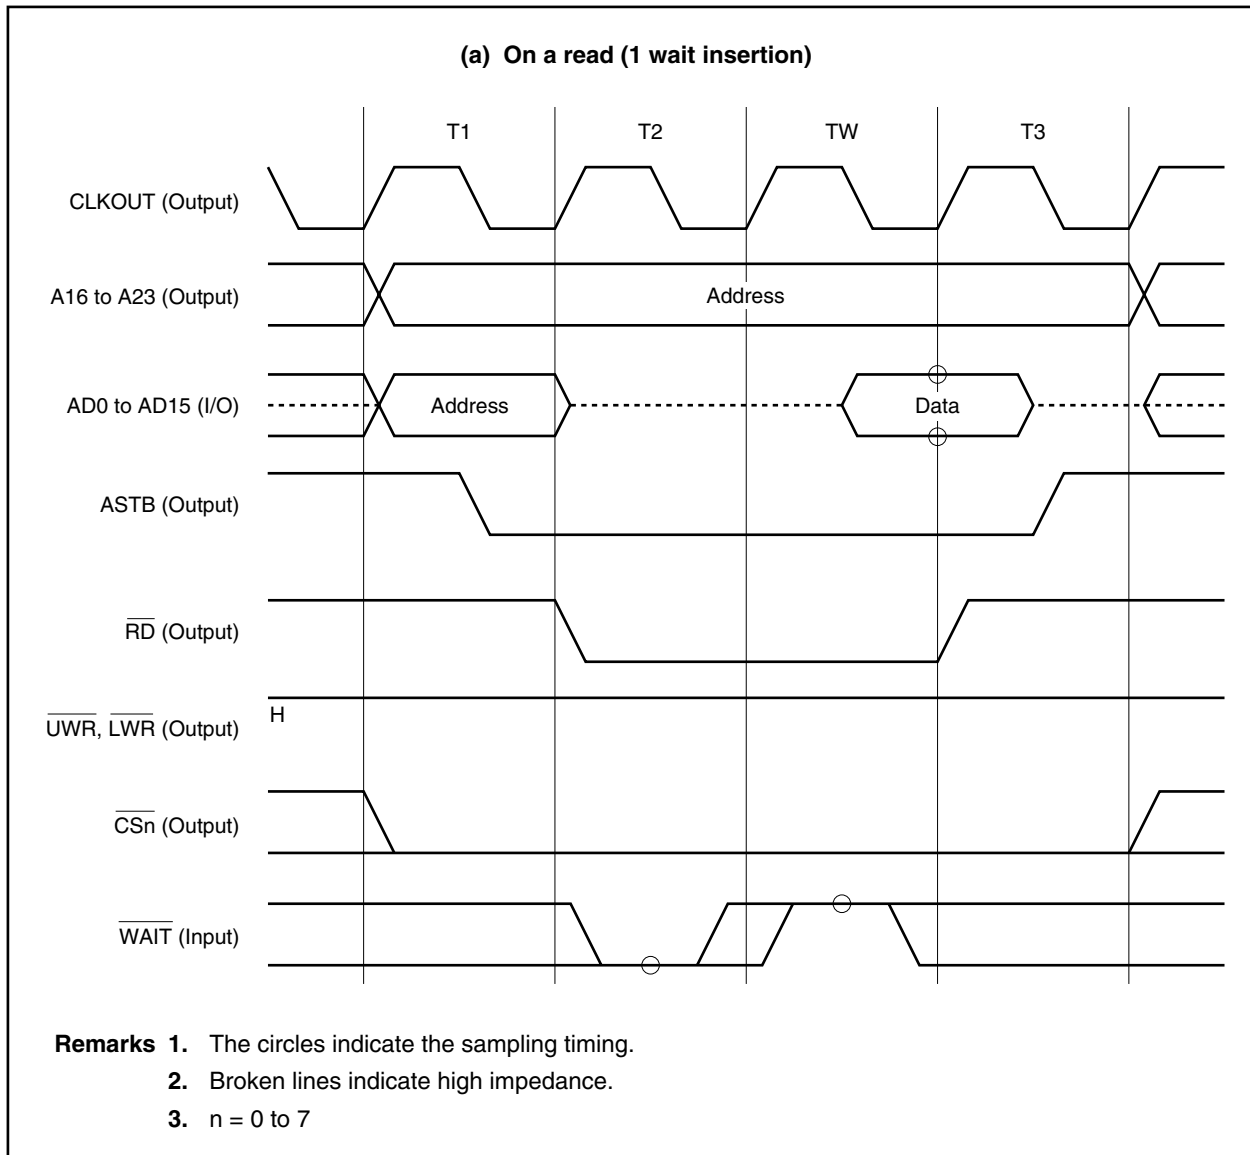 (a) On a read (1 wait insertion)
T1 T2 TW T3
CLKOUT (Output)
A16 to A23 (Output) Address
AD0 to AD15 (I/O) Address Data
ASTB (Output)
RD (Output)
H
UWR, LWR (Output)
CSn (Output)
WAIT (Input)
Remarks 1. The circles indicate the sampling timing.
2. Broken lines indicate high impedance.
3. n = 0 to 7